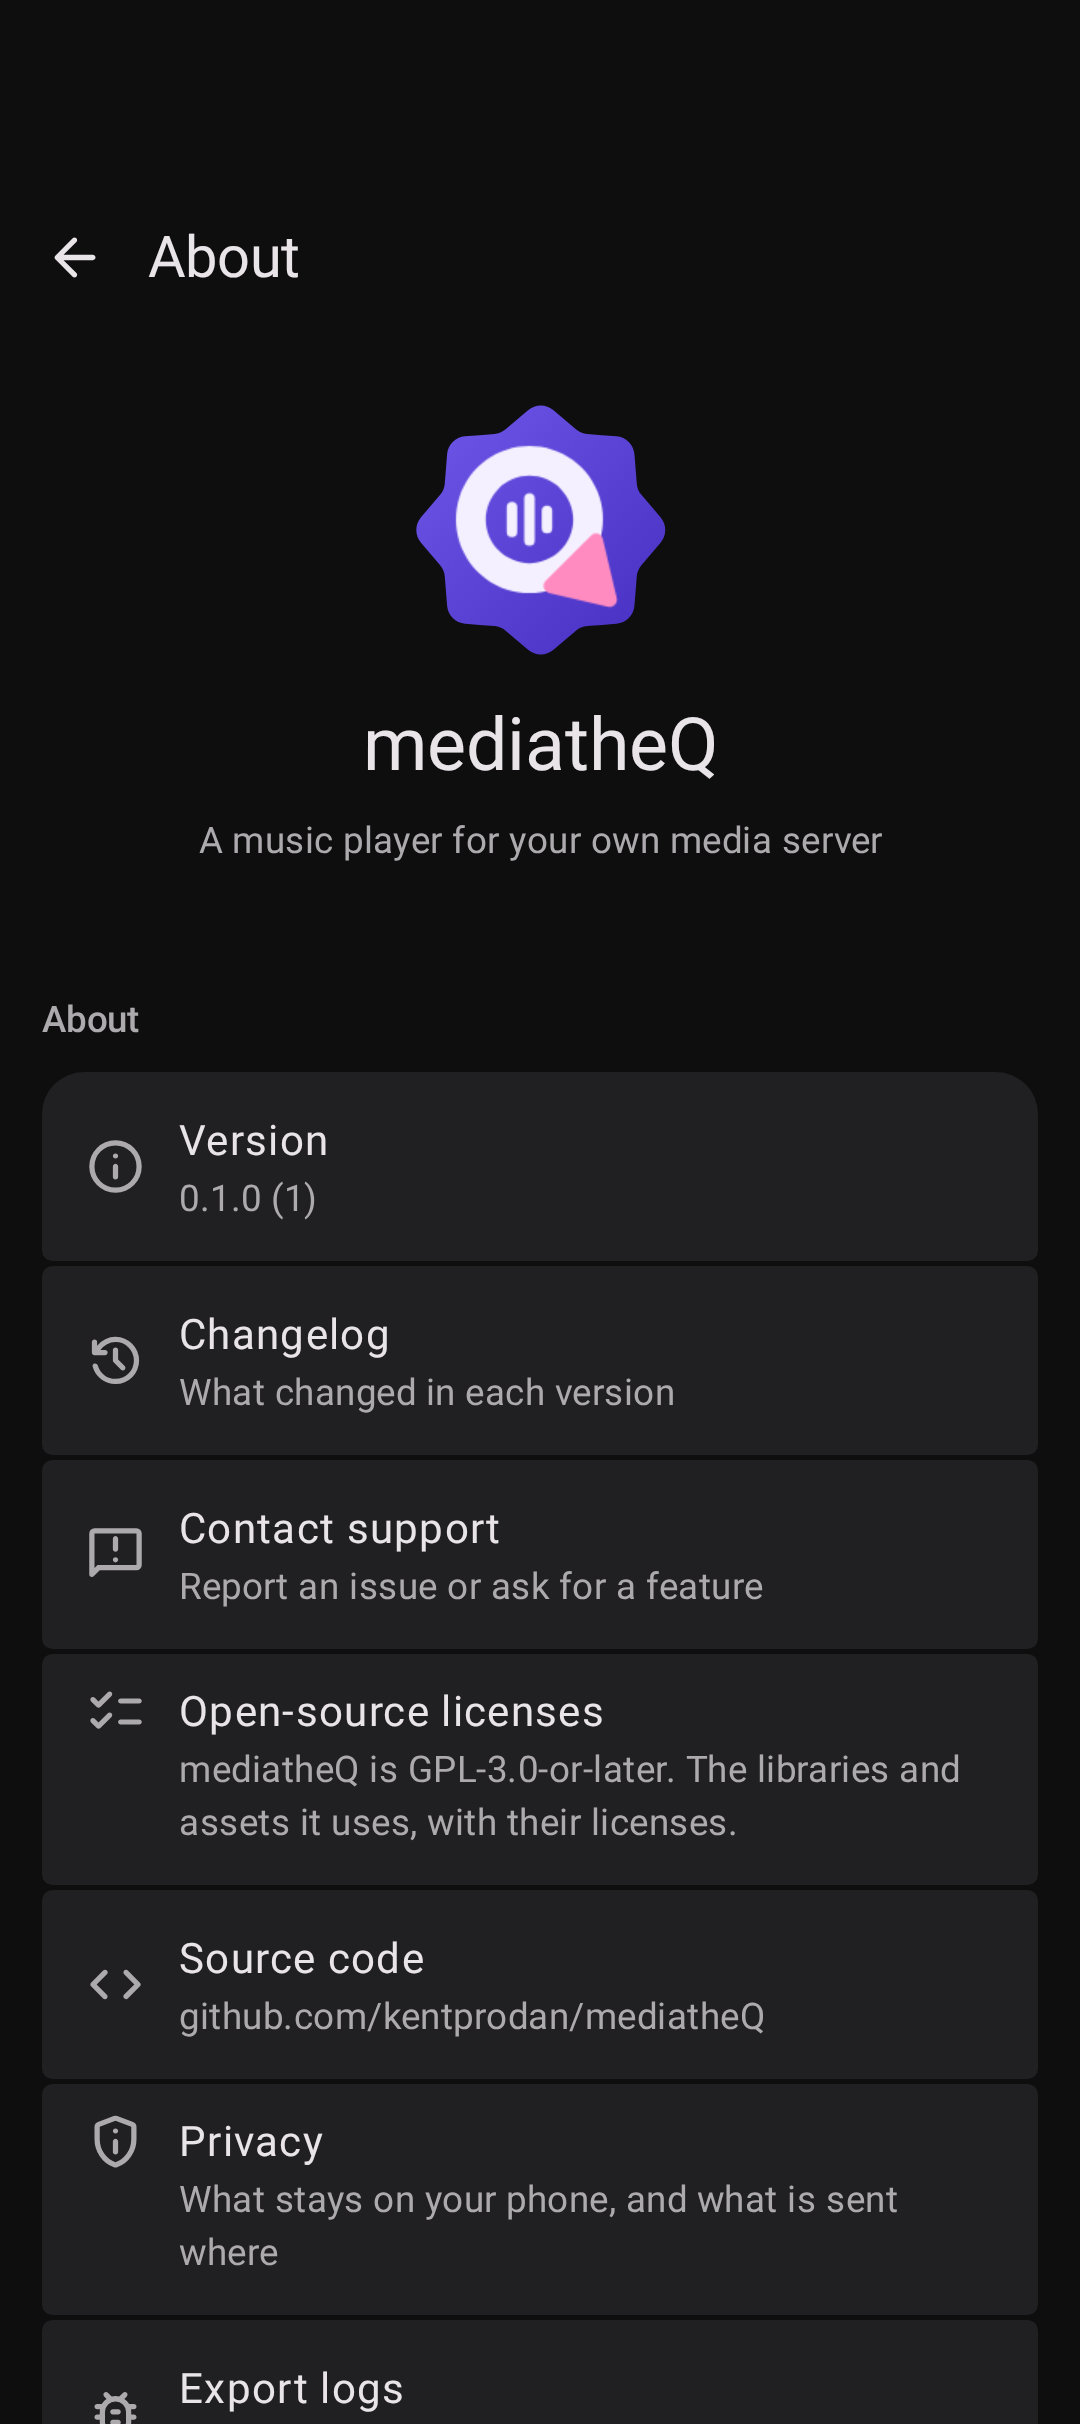 About
mediatheQ
A music player for your own media server
About
Version
0.1.0 (1)
Changelog
What changed in each version
Contact support
Report an issue or ask for a feature
Open-source licenses
mediatheQ is GPL-3.0-or-later. The libraries and
assets it uses, with their licenses.
Source code
github.com/kentprodan/mediatheQ
Privacy
What stays on your phone, and what is sent
where
Export logs